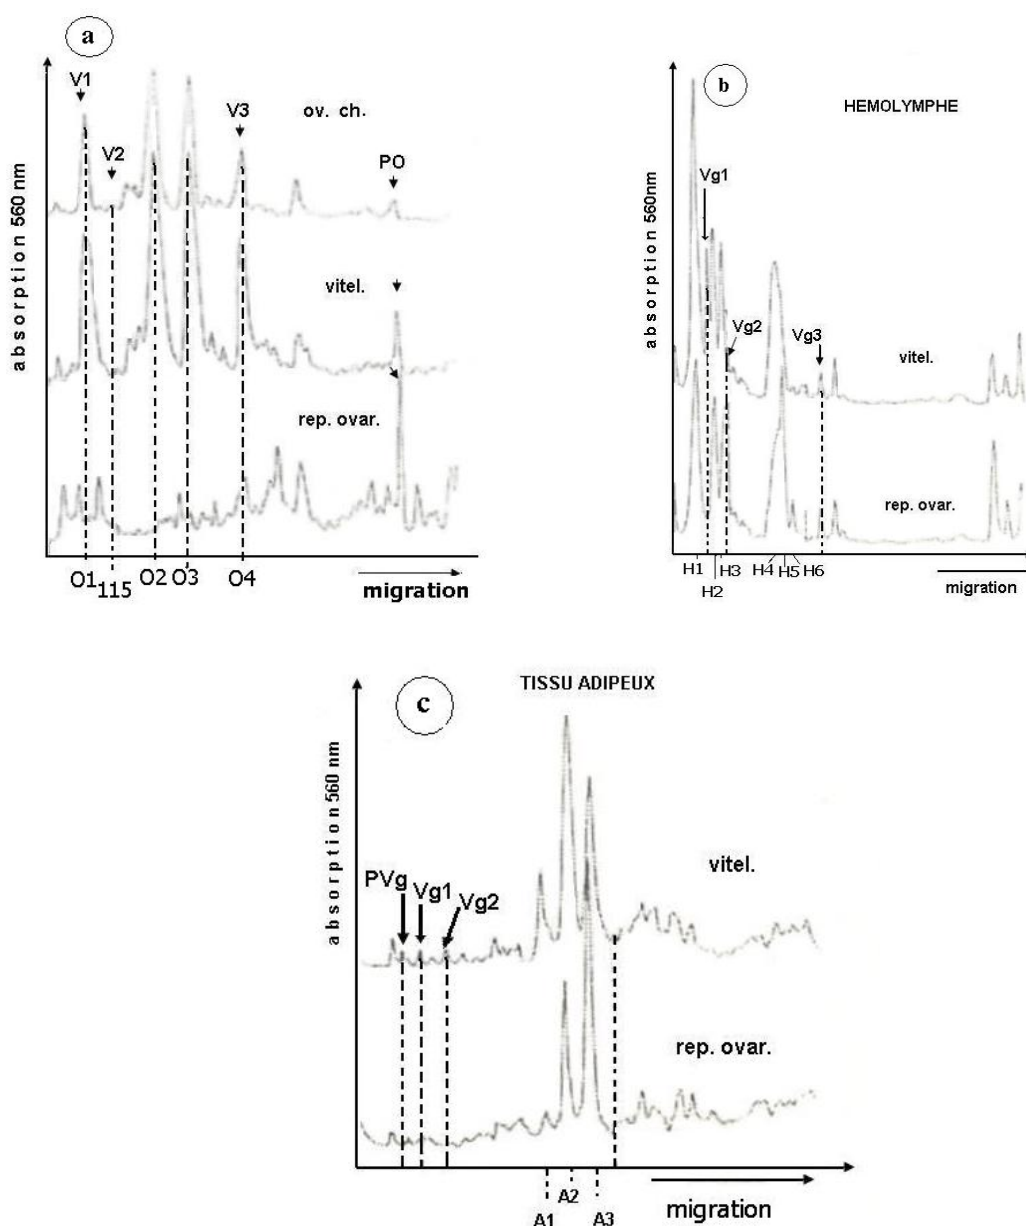 a
V1
V2
V3
ov. ch.
PO
vitel.
rep. ovar.
absorption 560 nm
O1 115 O2 O3 O4
migration
b
HEMOLYMPHE
Vg1
Vg2
Vg3
vitel.
rep. ovar.
absorption 560nm
H1 H3 H4 H5 H6
H2
migration
c
TISSU ADIPEUX
absorption 560 nm
PVg Vg1 Vg2
vitel.
rep. ovar.
A2
A1 A3
migration